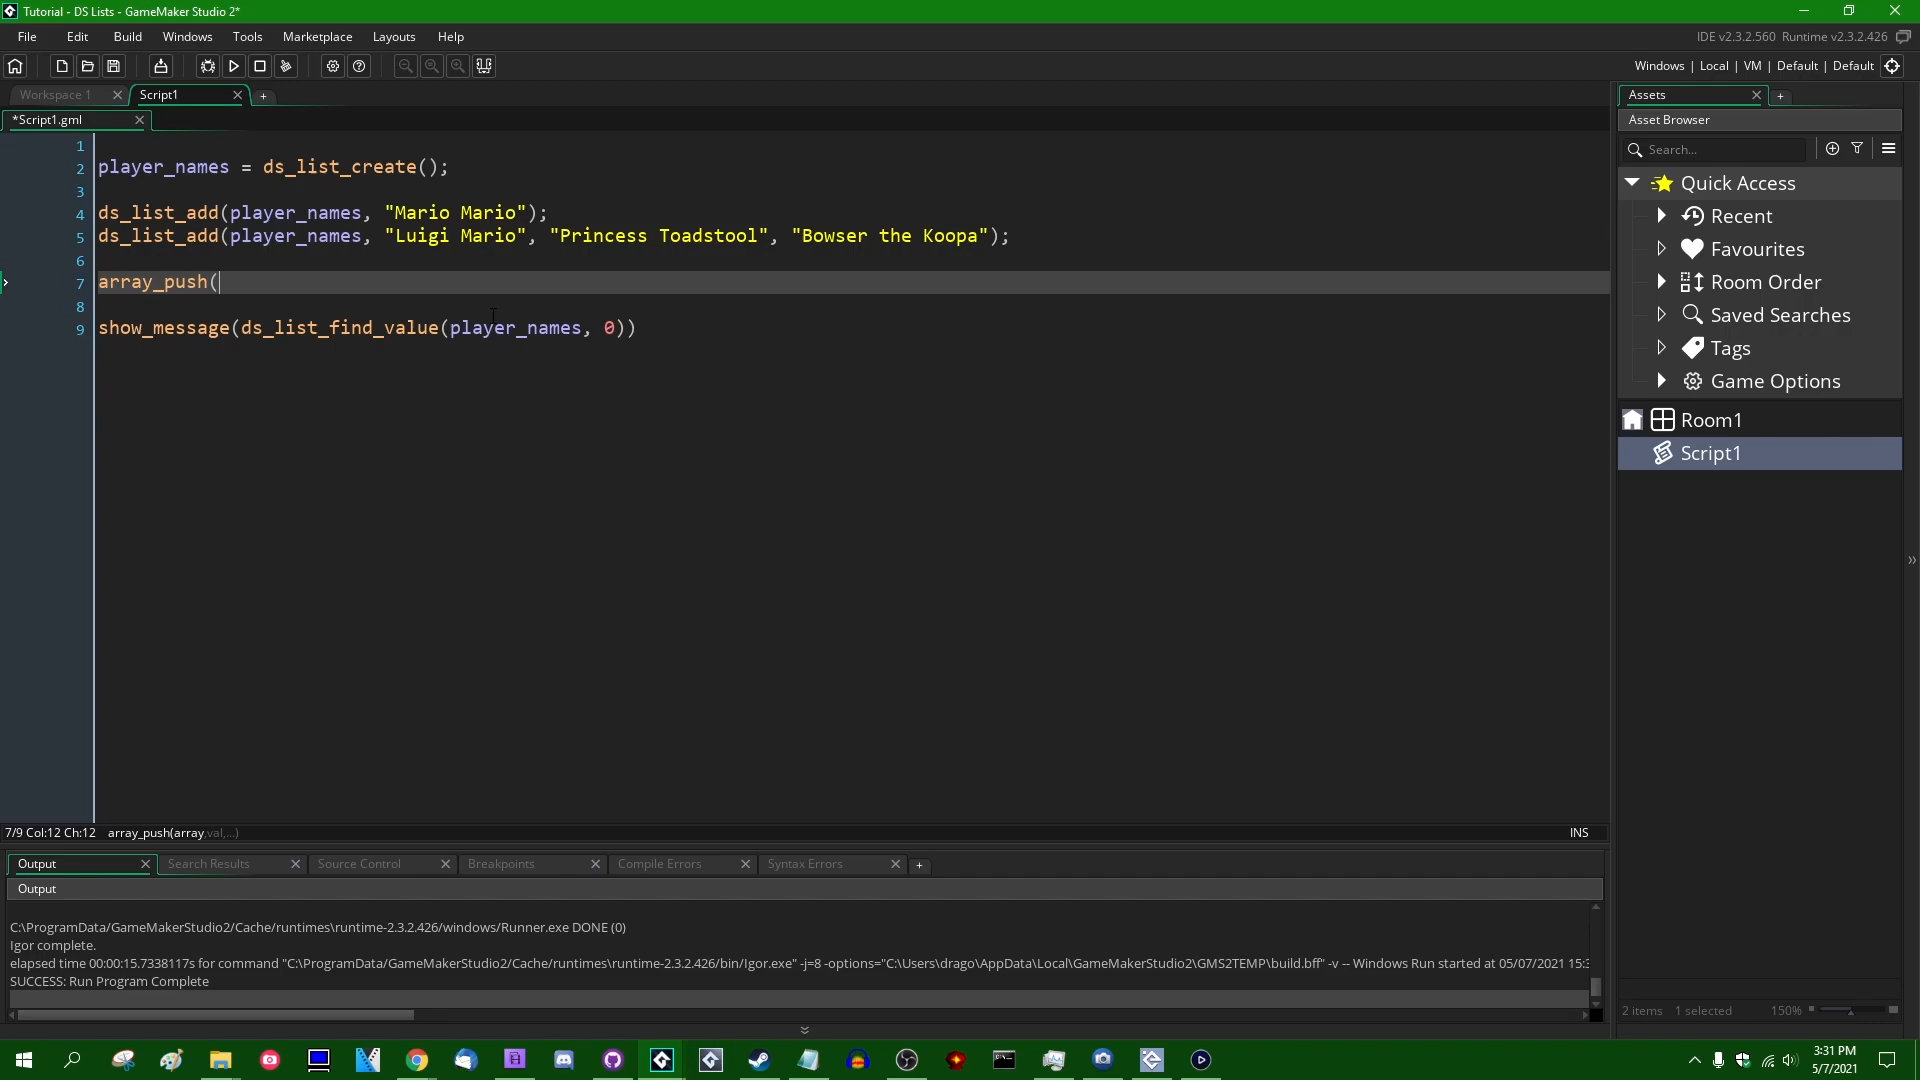 Tutorial - DS Lists - GameMaker Studio 2*
File Edit Build Windows Tools Marketplace Layouts Help
IDE v2.3.2.560 Runtime v2.3.2.426
Windows | Local | VM | Default | Default
Workspace 1
Script1
Assets
*Script1.gml
Asset Browser
Search...
1
2 player_names = ds_list_create();
3
4 ds_list_add(player_names, "Mario Mario");
5 ds_list_add(player_names, "Luigi Mario", "Princess Toadstool", "Bowser the Koopa");
6
7 array_push(
8
9 show_message(ds_list_find_value(player_names, 0))
Quick Access
Recent
Favourites
Room Order
Saved Searches
Tags
Game Options
Room1
Script1
7/9 Col:12 Ch:12 array_push(array,val,...)
INS
Output Search Results Source Control Breakpoints Compile Errors Syntax Errors
Output
C:\ProgramData/GameMakerStudio2/Cache/runtimes\runtime-2.3.2.426/windows/Runner.exe DONE (0)
Igor complete.
elapsed time 00:00:15.7338117s for command "C:\ProgramData/GameMakerStudio2/Cache/runtimes\runtime-2.3.2.426/bin/Igor.exe" -j=8 -options="C:\Users\drago\AppData\Local\GameMakerStudio2\GMS2TEMP\build.bff" -v -- Windows Run started at 05/07/2021 15:3
SUCCESS: Run Program Complete
2 items 1 selected 150%
3:31 PM
5/7/2021